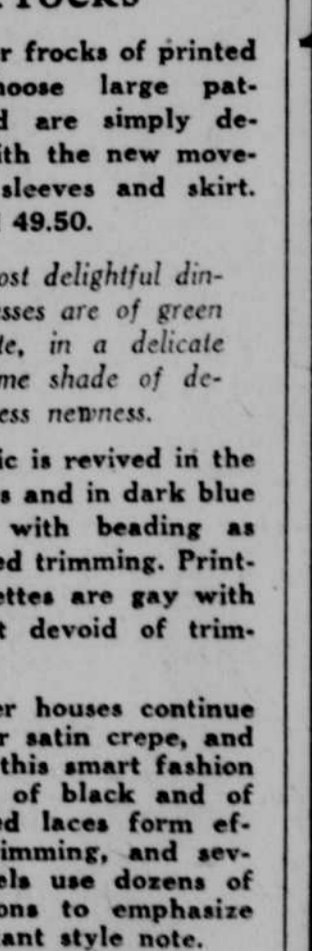 r frocks of printed
hoose large pat-
d are simply de-
ith the new move-
sleeves and skirt.
49.50.
ost delightful din-
sses are of green
te, in a delicate
me shade of de-
ess newness.
ic is revived in the
s and in dark blue
with beading as
ed trimming. Print-
ettes are gay with
t devoid of trim-
er houses continue
r satin crepe, and
this smart fashion
of black and of
ed laces form ef-
imming, and sev-
els use dozens of
ons to emphasize
ant style note.